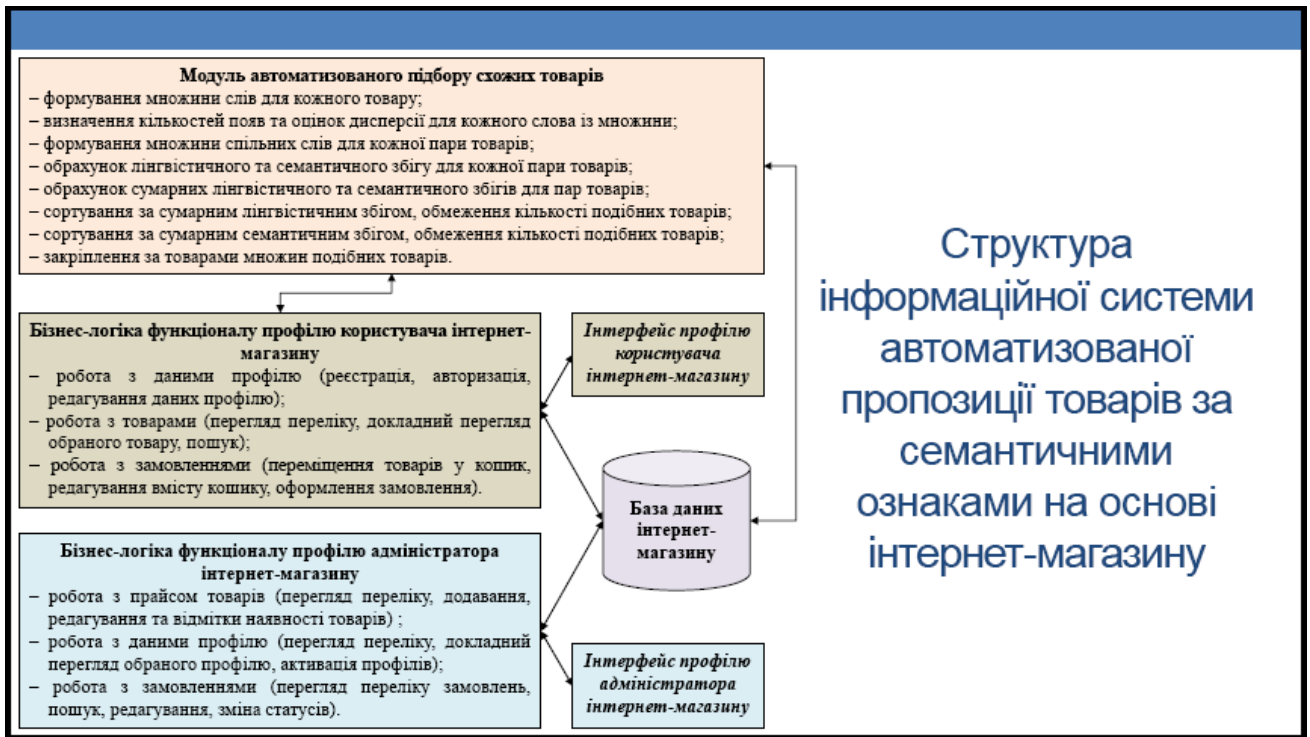 Модуль автоматизованого підбору схожих товарів
– формування множини слів для кожного товару;
– визначення кількостей появ та оцінок дисперсії для кожного слова із множини;
– формування множини спільних слів для кожної пари товарів;
– обрахунок лінгвістичного та семантичного збігу для кожної пари товарів;
– обрахунок сумарних лінгвістичного та семантичного збігів для пар товарів;
– сортування за сумарним лінгвістичним збігом, обмеження кількості подібних товарів;
– сортування за сумарним семантичним збігом, обмеження кількості подібних товарів;
– закріплення за товарами множин подібних товарів.
Бізнес-логіка функціоналу профілю користувача інтернет-
магазину
– робота з даними профілю (реєстрація, авторизація,
редагування даних профілю);
– робота з товарами (перегляд переліку, докладний перегляд
обраного товару, пошук);
– робота з замовленнями (переміщення товарів у кошик,
редагування вмісту кошику, оформлення замовлення).
Інтерфейс профілю
користувача
інтернет-магазину
База даних
інтернет-
магазину
Бізнес-логіка функціоналу профілю адміністратора
інтернет-магазину
– робота з прайсом товарів (перегляд переліку, додавання,
редагування та відмітки наявності товарів) ;
– робота з даними профілю (перегляд переліку, докладний
перегляд обраного профілю, активація профілів);
– робота з замовленнями (перегляд переліку замовлень,
пошук, редагування, зміна статусів).
Інтерфейс профілю
адміністратора
інтернет-магазину
Структура
інформаційної системи
автоматизованої
пропозиції товарів за
семантичними
ознаками на основі
інтернет-магазину